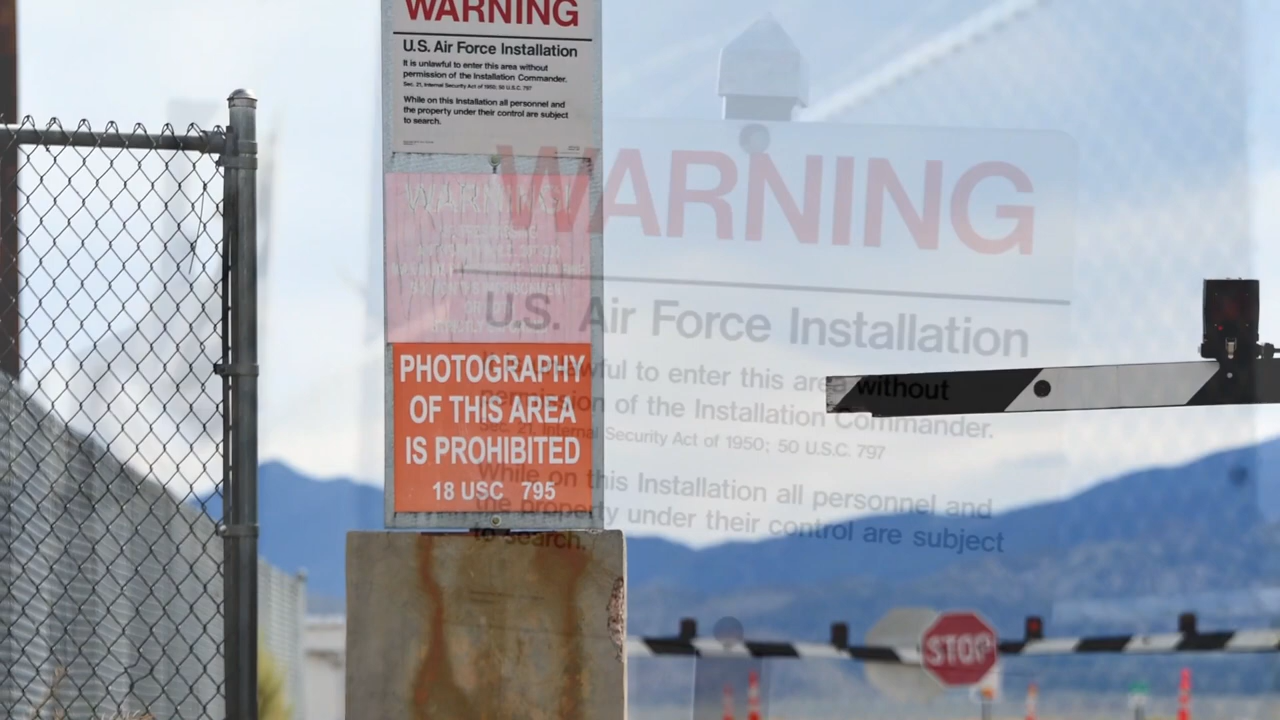 WARNING
U.S. Air Force Installation
It is unlawful to enter this area without
permission of the Installation Commander.
Sec. 21, Internal Security Act of 1950; 50 U.S.C. 797
While on this Installation all personnel and
the property under their control are subject
to search.
WARNING!
PHOTOGRAPHY
OF THIS AREA
IS PROHIBITED
18 USC 795
WARNING
U.S. Air Force Installation
unlawful to enter this area without
permission of the Installation Commander.
Sec. 21, Internal Security Act of 1950; 50 U.S.C. 797
While on this Installation all personnel and
the property under their control are subject
to search.
STOP